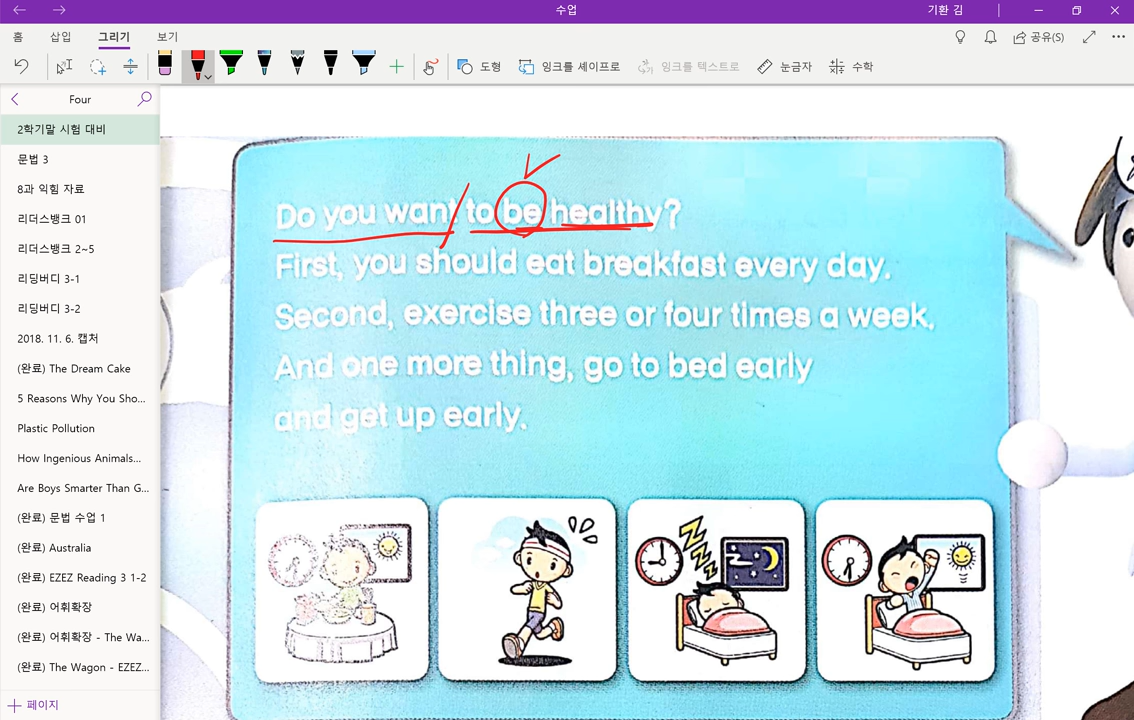 수업
기환 김
홈 삽입 그리기 보기
공유(S)
도형 잉크를 셰이프로 잉크를 텍스트로 눈금자 수학
Four
2학기말 시험 대비
문법 3
8과 익힘 자료
리더스뱅크 01
리더스뱅크 2~5
리딩버디 3-1
리딩버디 3-2
2018. 11. 6. 캡처
(완료) The Dream Cake
5 Reasons Why You Sho...
Plastic Pollution
How Ingenious Animals...
Are Boys Smarter Than G...
(완료) 문법 수업 1
(완료) Australia
(완료) EZEZ Reading 3 1-2
(완료) 어휘확장
(완료) 어휘확장 - The Wa...
(완료) The Wagon - EZEZ...
페이지
Do you want to be healthy?
First, you should eat breakfast every day.
Second, exercise three or four times a week.
And one more thing, go to bed early
and get up early.